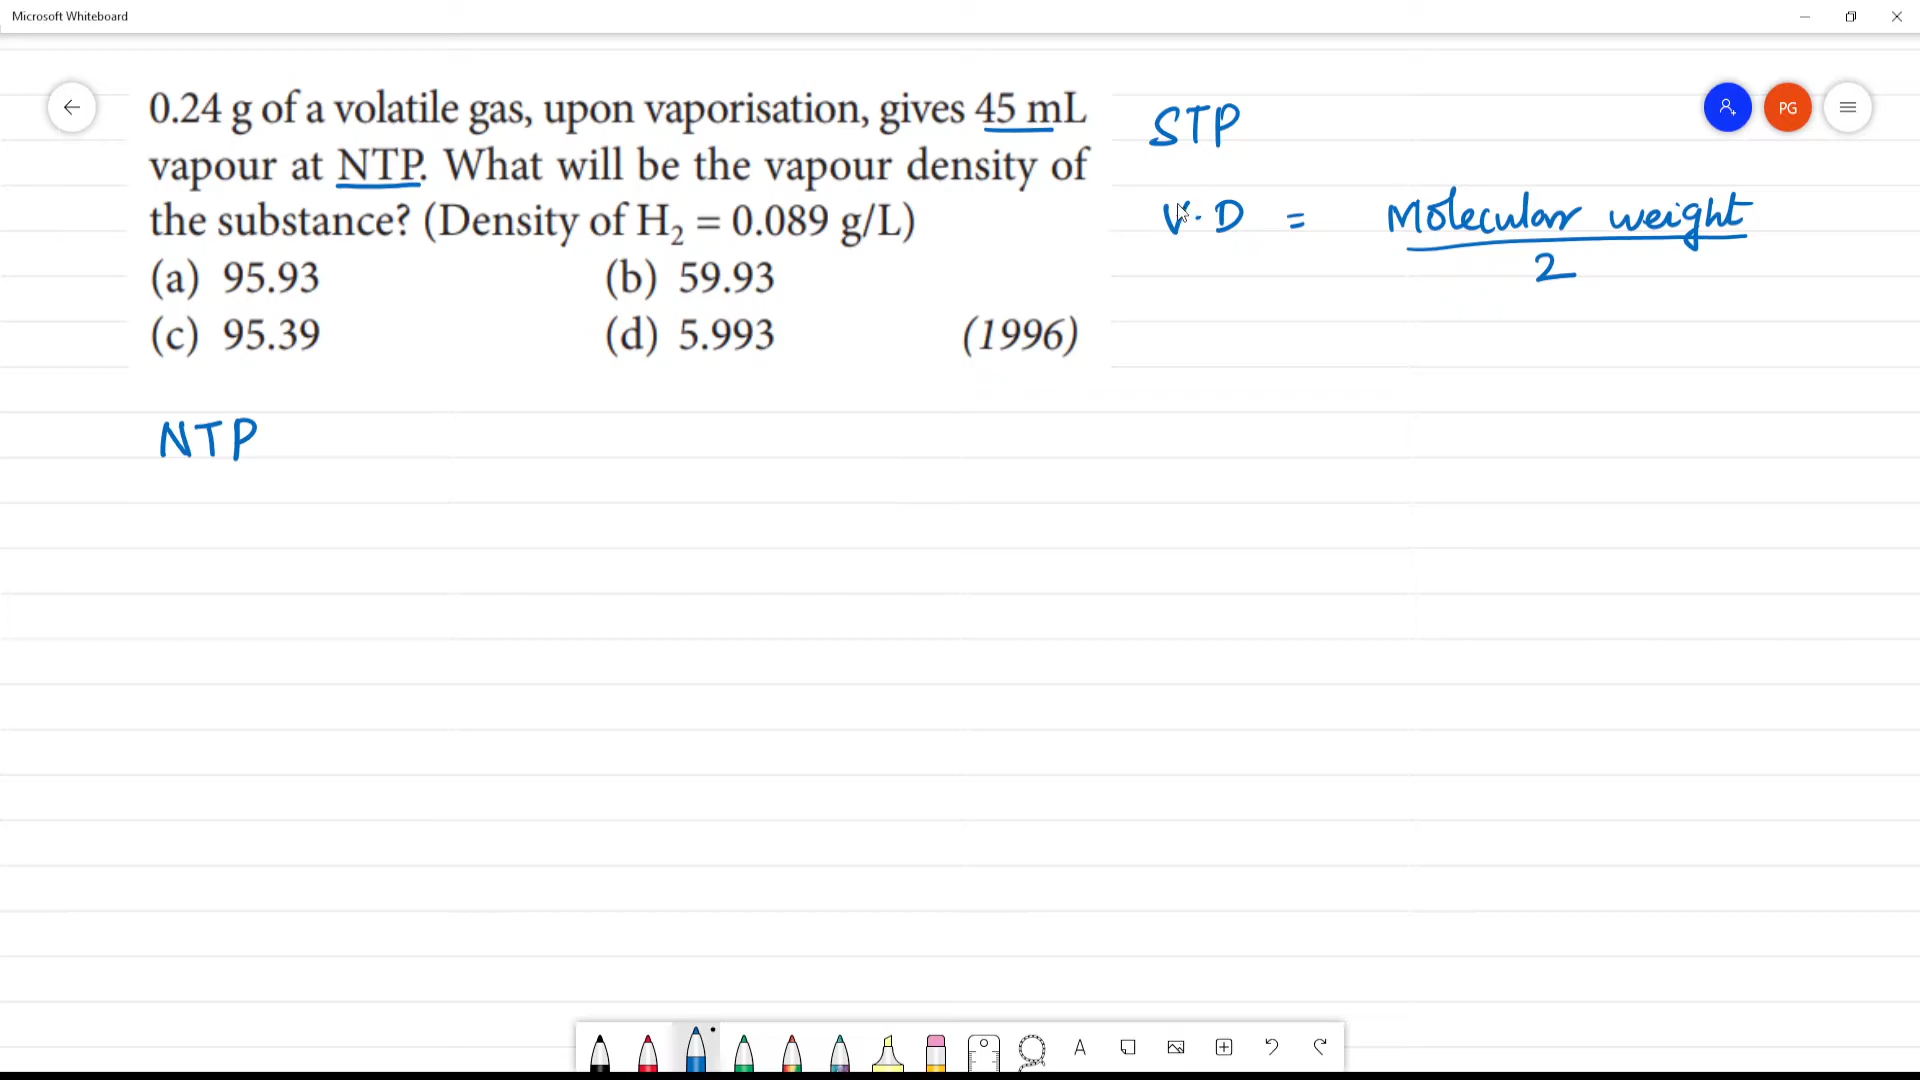 Microsoft Whiteboard
0.24 g of a volatile gas, upon vaporisation, gives 45 mL
vapour at NTP. What will be the vapour density of
the substance? (Density of H₂ = 0.089 g/L)
(a) 95.93 (b) 59.93
(c) 95.39 (d) 5.993 (1996)
STP
PG
V.D = Molecular weight
2
NTP
A